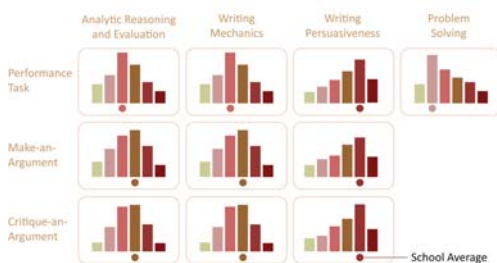 Analytic Reasoning
and Evaluation
Writing
Mechanics
Writing
Persuasiveness
Problem
Solving
Performance
Task
Make-an-
Argument
Critique-an-
Argument
School Average